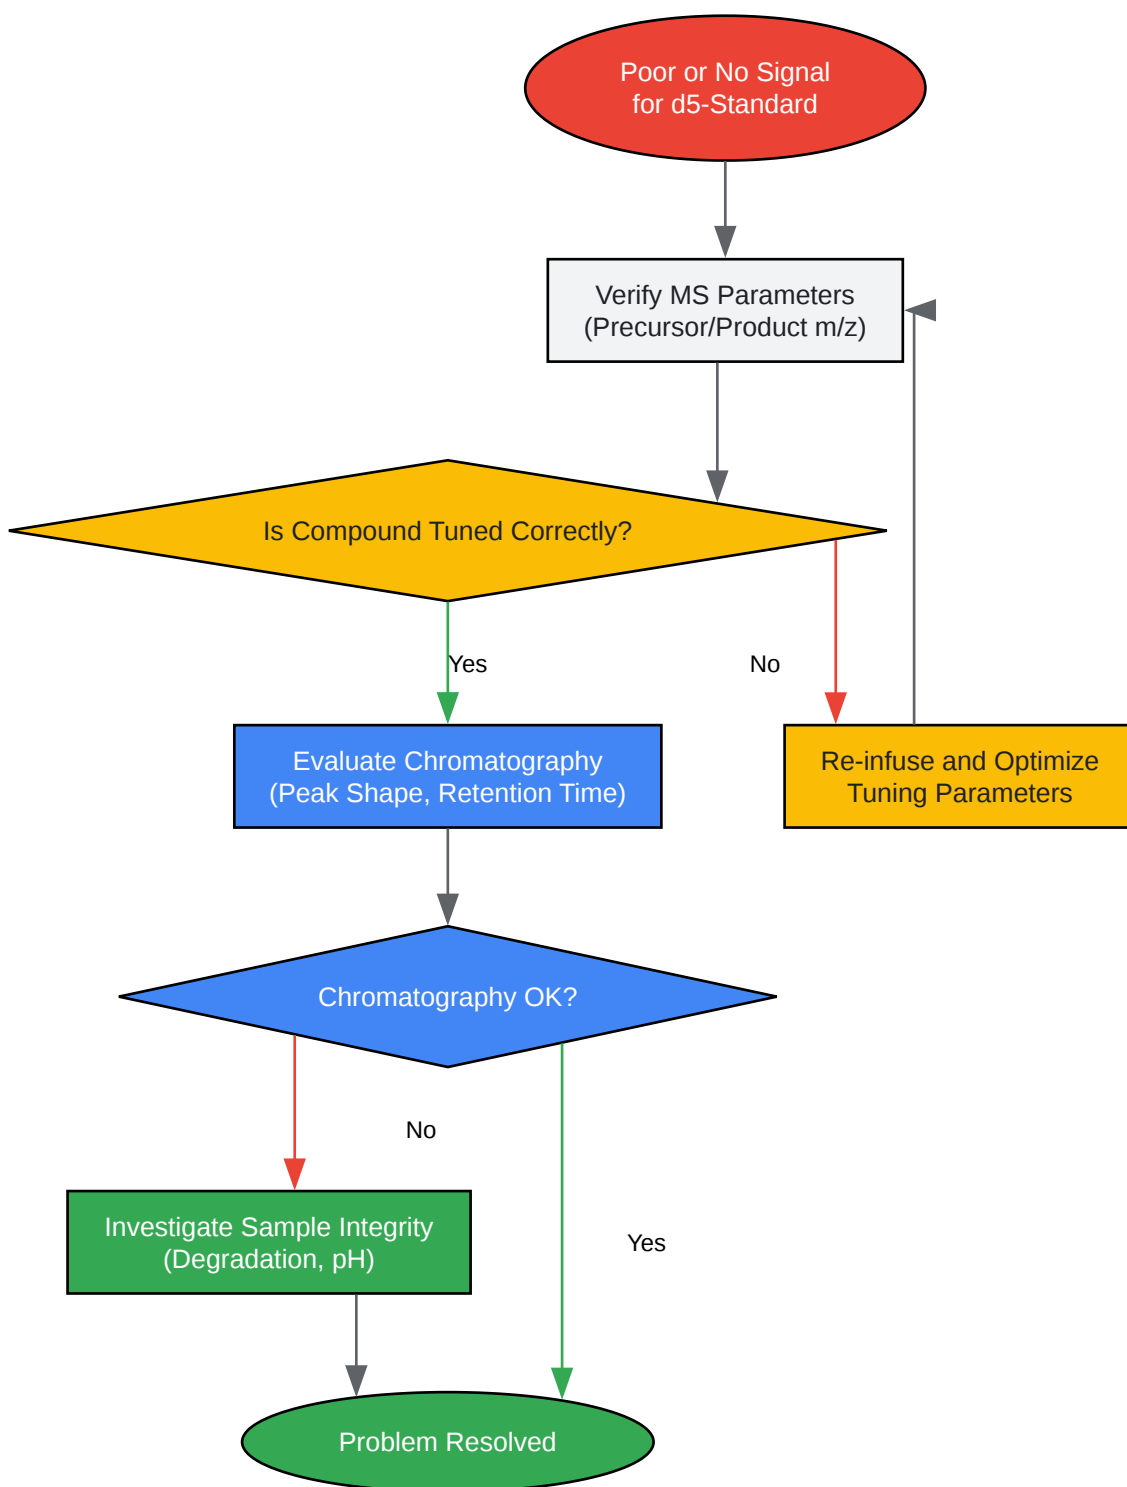 Poor or No Signal
for d5-Standard
Verify MS Parameters
(Precursor/Product m/z)
Is Compound Tuned Correctly?
Yes
No
Evaluate Chromatography
(Peak Shape, Retention Time)
Re-infuse and Optimize
Tuning Parameters
Chromatography OK?
No
Investigate Sample Integrity
(Degradation, pH)
Yes
Problem Resolved